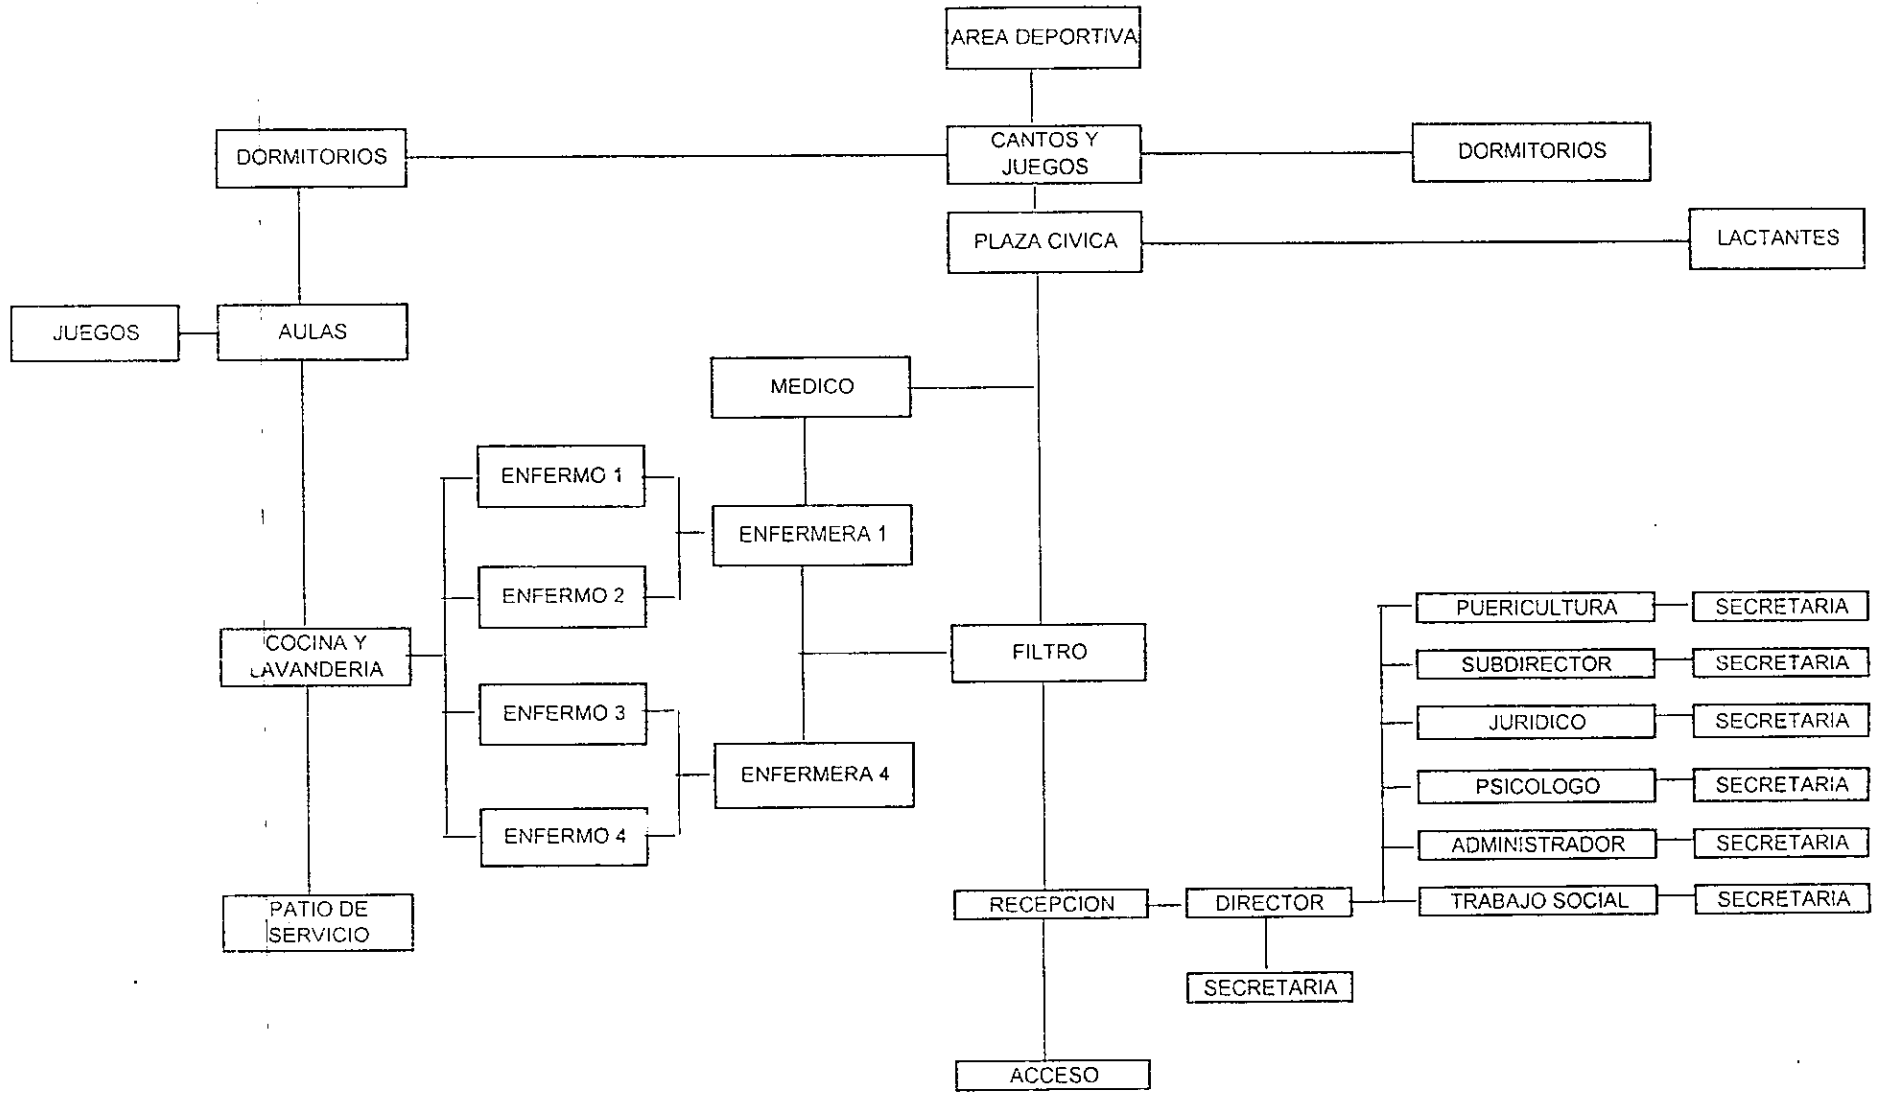 AREA DEPORTIVA
DORMITORIOS
CANTOS Y
JUEGOS
DORMITORIOS
PLAZA CIVICA
LACTANTES
JUEGOS
AULAS
MEDICO
ENFERMO 1
ENFERMERA 1
ENFERMO 2
PUERICULTURA
SECRETARIA
COCINA Y
LAVANDERIA
FILTRO
SUBDIRECTOR
SECRETARIA
ENFERMO 3
JURIDICO
SECRETARIA
ENFERMERA 4
PSICOLOGO
SECRETARIA
ENFERMO 4
ADMINISTRADOR
SECRETARIA
PATIO DE
SERVICIO
RECEPCION
DIRECTOR
TRABAJO SOCIAL
SECRETARIA
SECRETARIA
ACCESO